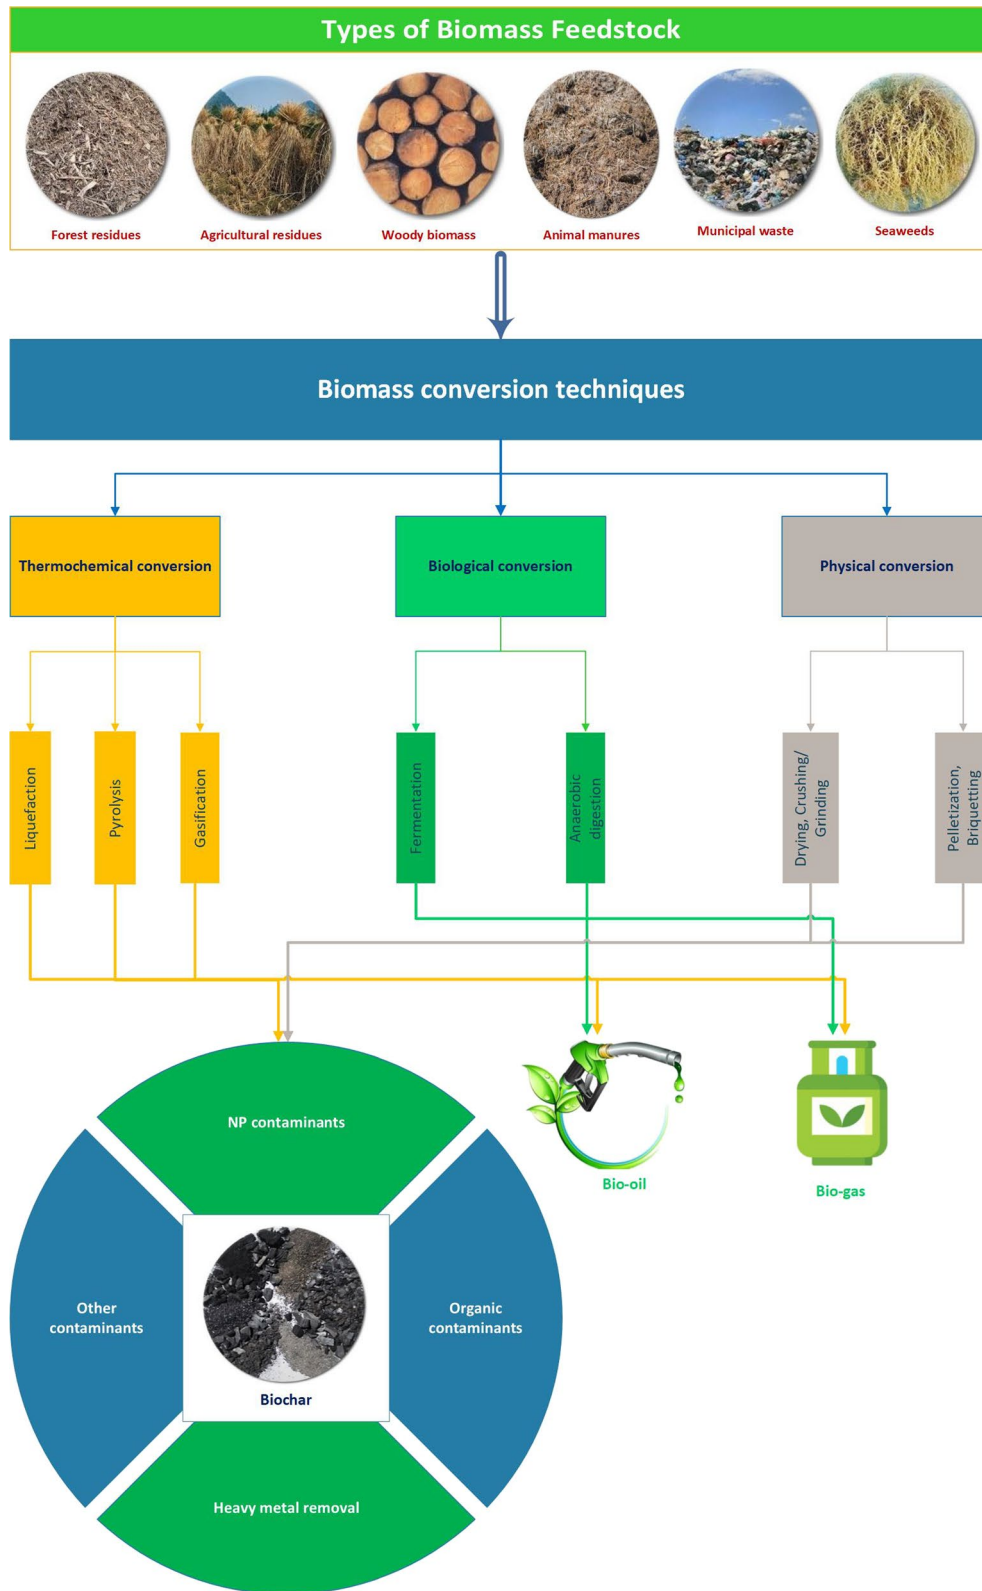 Types of Biomass Feedstock
Forest residues
Agricultural residues
Woody biomass
Animal manures
Municipal waste
Seaweeds
Biomass conversion techniques
Thermochemical conversion
Biological conversion
Physical conversion
Liquefaction
Pyrolysis
Gasification
Fermentation
Anaerobic
digestion
Drying, Crushing/
Grinding
Pelletization,
Briquetting
NP contaminants
Bio-oil
Bio-gas
Other
contaminants
Organic
contaminants
Biochar
Heavy metal removal